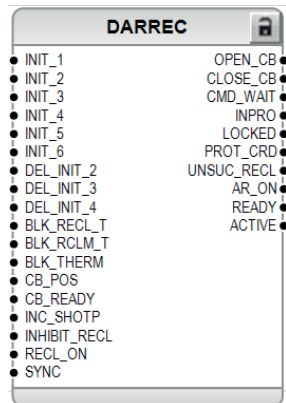 DARREC
INIT_1
INIT_2
INIT_3
INIT_4
INIT_5
INIT_6
DEL_INIT_2
DEL_INIT_3
DEL_INIT_4
BLK_RECL_T
BLK_RCLM_T
BLK_THERM
CB_POS
CB_READY
INC_SHOTP
INHIBIT_RECL
RECL_ON
SYNC
OPEN_CB
CLOSE_CB
CMD_WAIT
INPRO
LOCKED
PROT_CRD
UNSUC_RECL
AR_ON
READY
ACTIVE